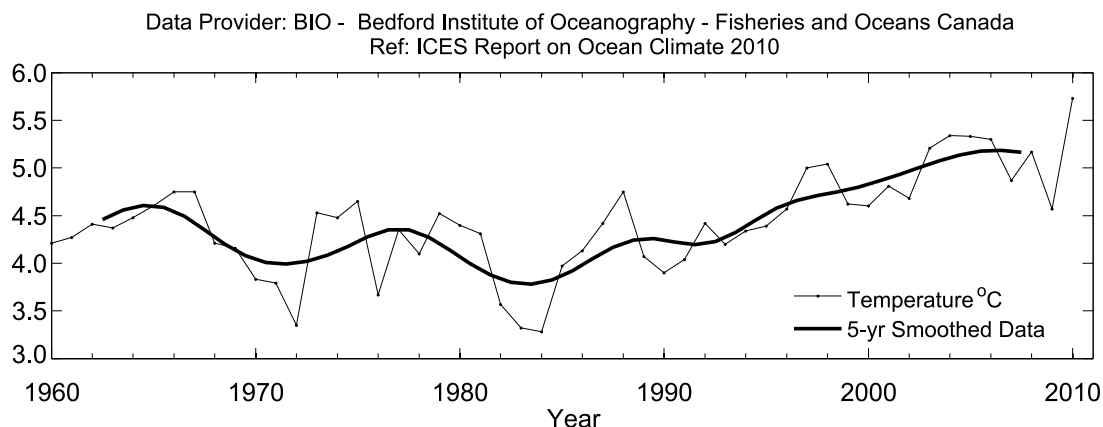 Data Provider: BIO - Bedford Institute of Oceanography - Fisheries and Oceans Canada
Ref: ICES Report on Ocean Climate 2010
6.0
5.5
5.0
4.5
4.0
3.5
3.0
Temperature °C
5-yr Smoothed Data
1960 1970 1980 1990 2000 2010
Year